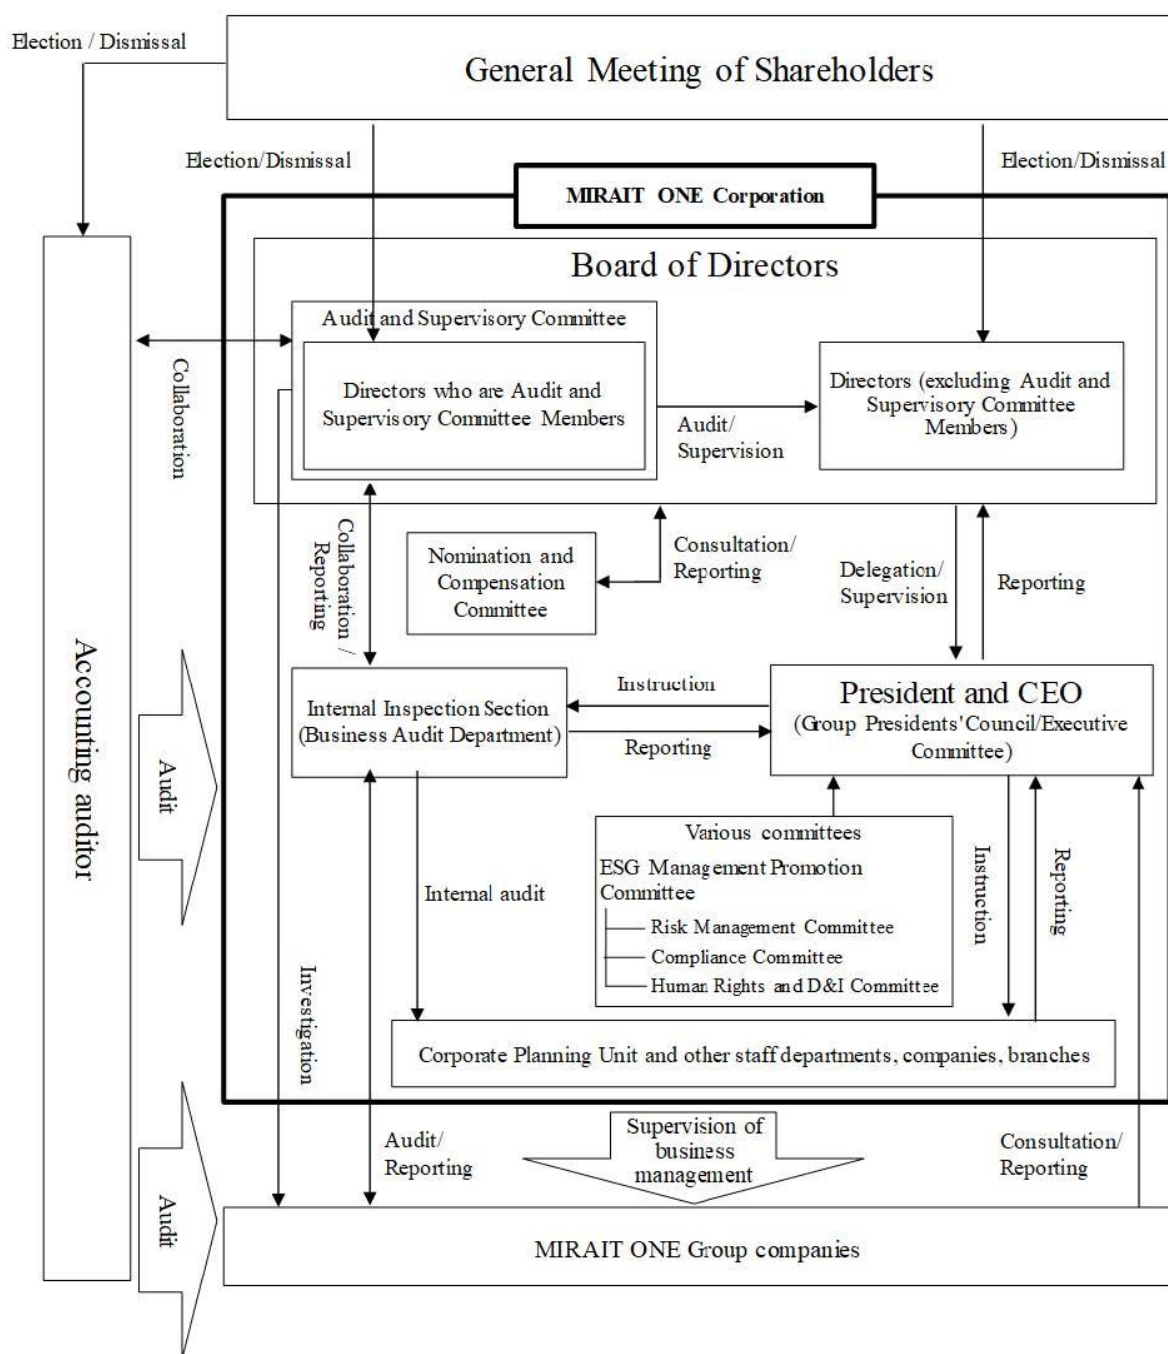 Election / Dismissal
General Meeting of Shareholders
Election/Dismissal
Election/Dismissal
MIRAIT ONE Corporation
Board of Directors
Audit and Supervisory Committee
Directors who are Audit and
Supervisory Committee Members
Audit/
Supervision
Directors (excluding Audit and
Supervisory Committee
Members)
Collaboration
Collaboration /
Reporting
Nomination and
Compensation
Committee
Consultation/
Reporting
Delegation/
Supervision
Reporting
Accounting auditor
Audit
Internal Inspection Section
(Business Audit Department)
Instruction
Reporting
President and CEO
(Group Presidents' Council/Executive
Committee)
Various committees
ESG Management Promotion
Committee
Risk Management Committee
Compliance Committee
Human Rights and D&I Committee
Internal audit
Instruction
Reporting
Investigation
Corporate Planning Unit and other staff departments, companies, branches
Audit/
Reporting
Supervision of
business
management
Consultation/
Reporting
Audit
MIRAIT ONE Group companies